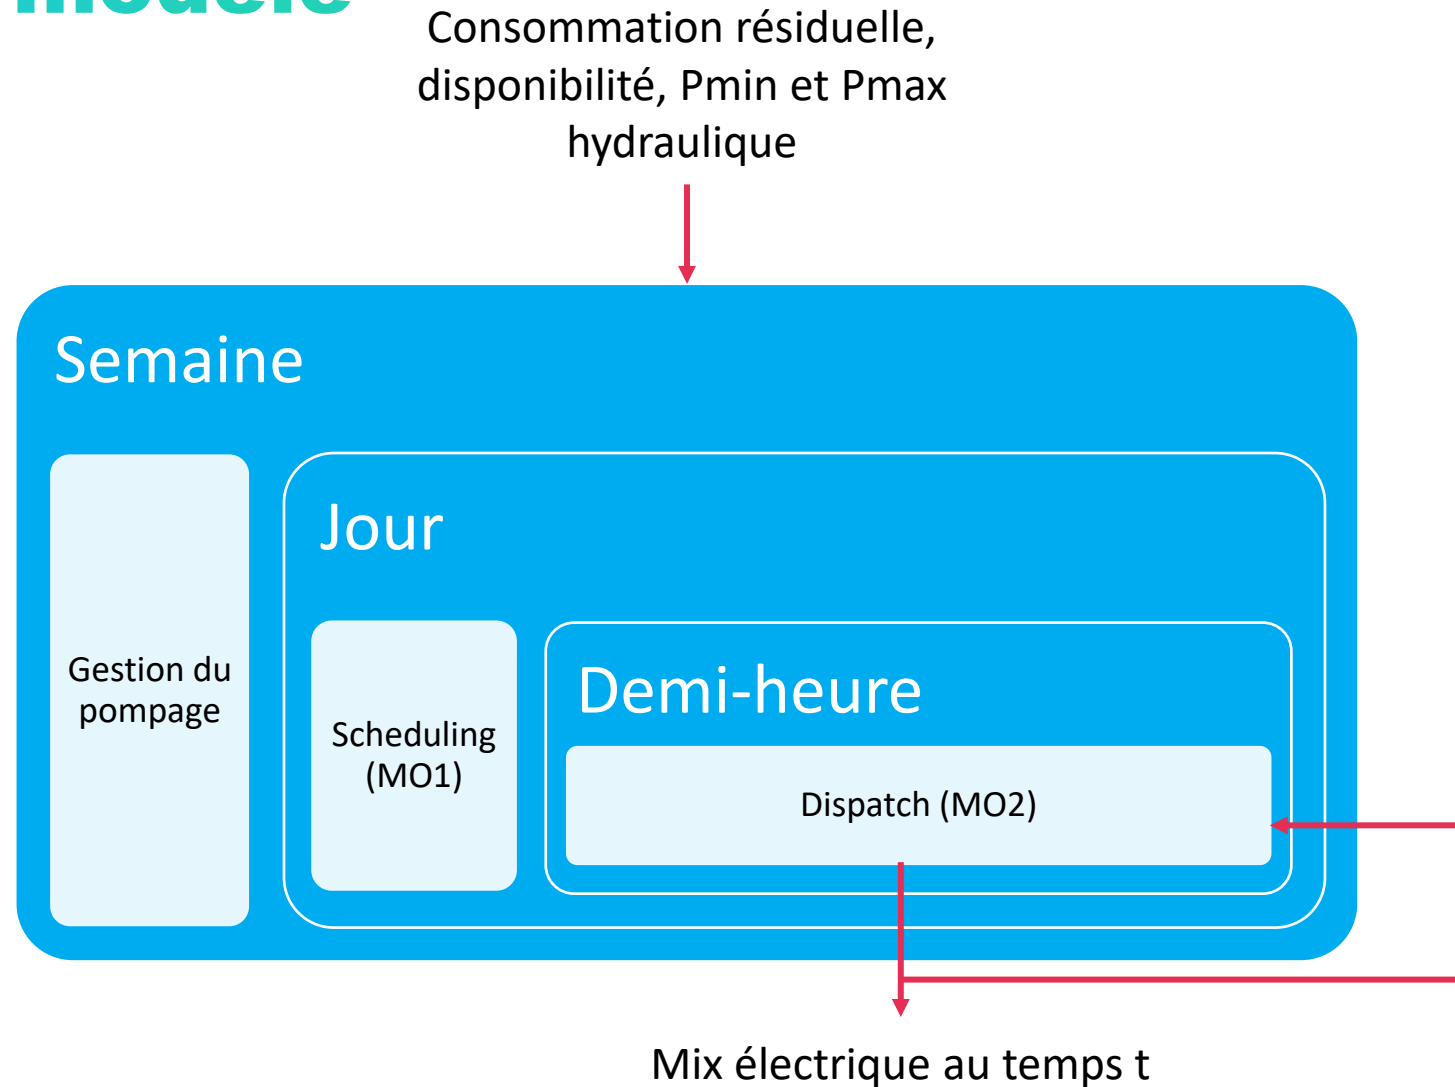 modèle
Consommation résiduelle,
disponibilité, Pmin et Pmax
hydraulique
Semaine
Jour
Gestion du
pompage
Demi-heure
Scheduling
(MO1)
Dispatch (MO2)
Mix électrique au temps t